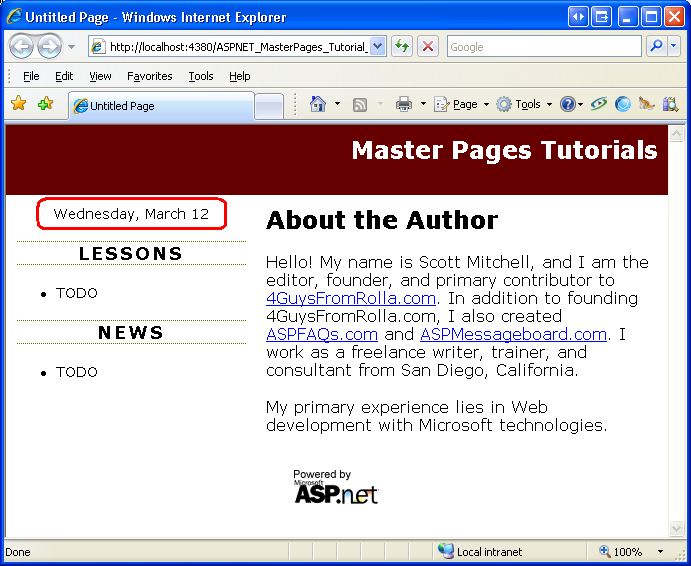 Untitled Page - Windows Internet Explorer
http://localhost:4380/ASPNET_MasterPages_Tutorial_
Google
File Edit View Favorites Tools Help
Untitled Page
Page Tools
Master Pages Tutorials
Wednesday, March 12
LESSONS
• TODO
NEWS
• TODO
About the Author
Hello! My name is Scott Mitchell, and I am the
editor, founder, and primary contributor to
4GuysFromRolla.com. In addition to founding
4GuysFromRolla.com, I also created
ASPFAQs.com and ASPMessageboard.com. I
work as a freelance writer, trainer, and
consultant from San Diego, California.
My primary experience lies in Web
development with Microsoft technologies.
Powered by
Microsoft
ASP.net
Done
Local intranet
100%